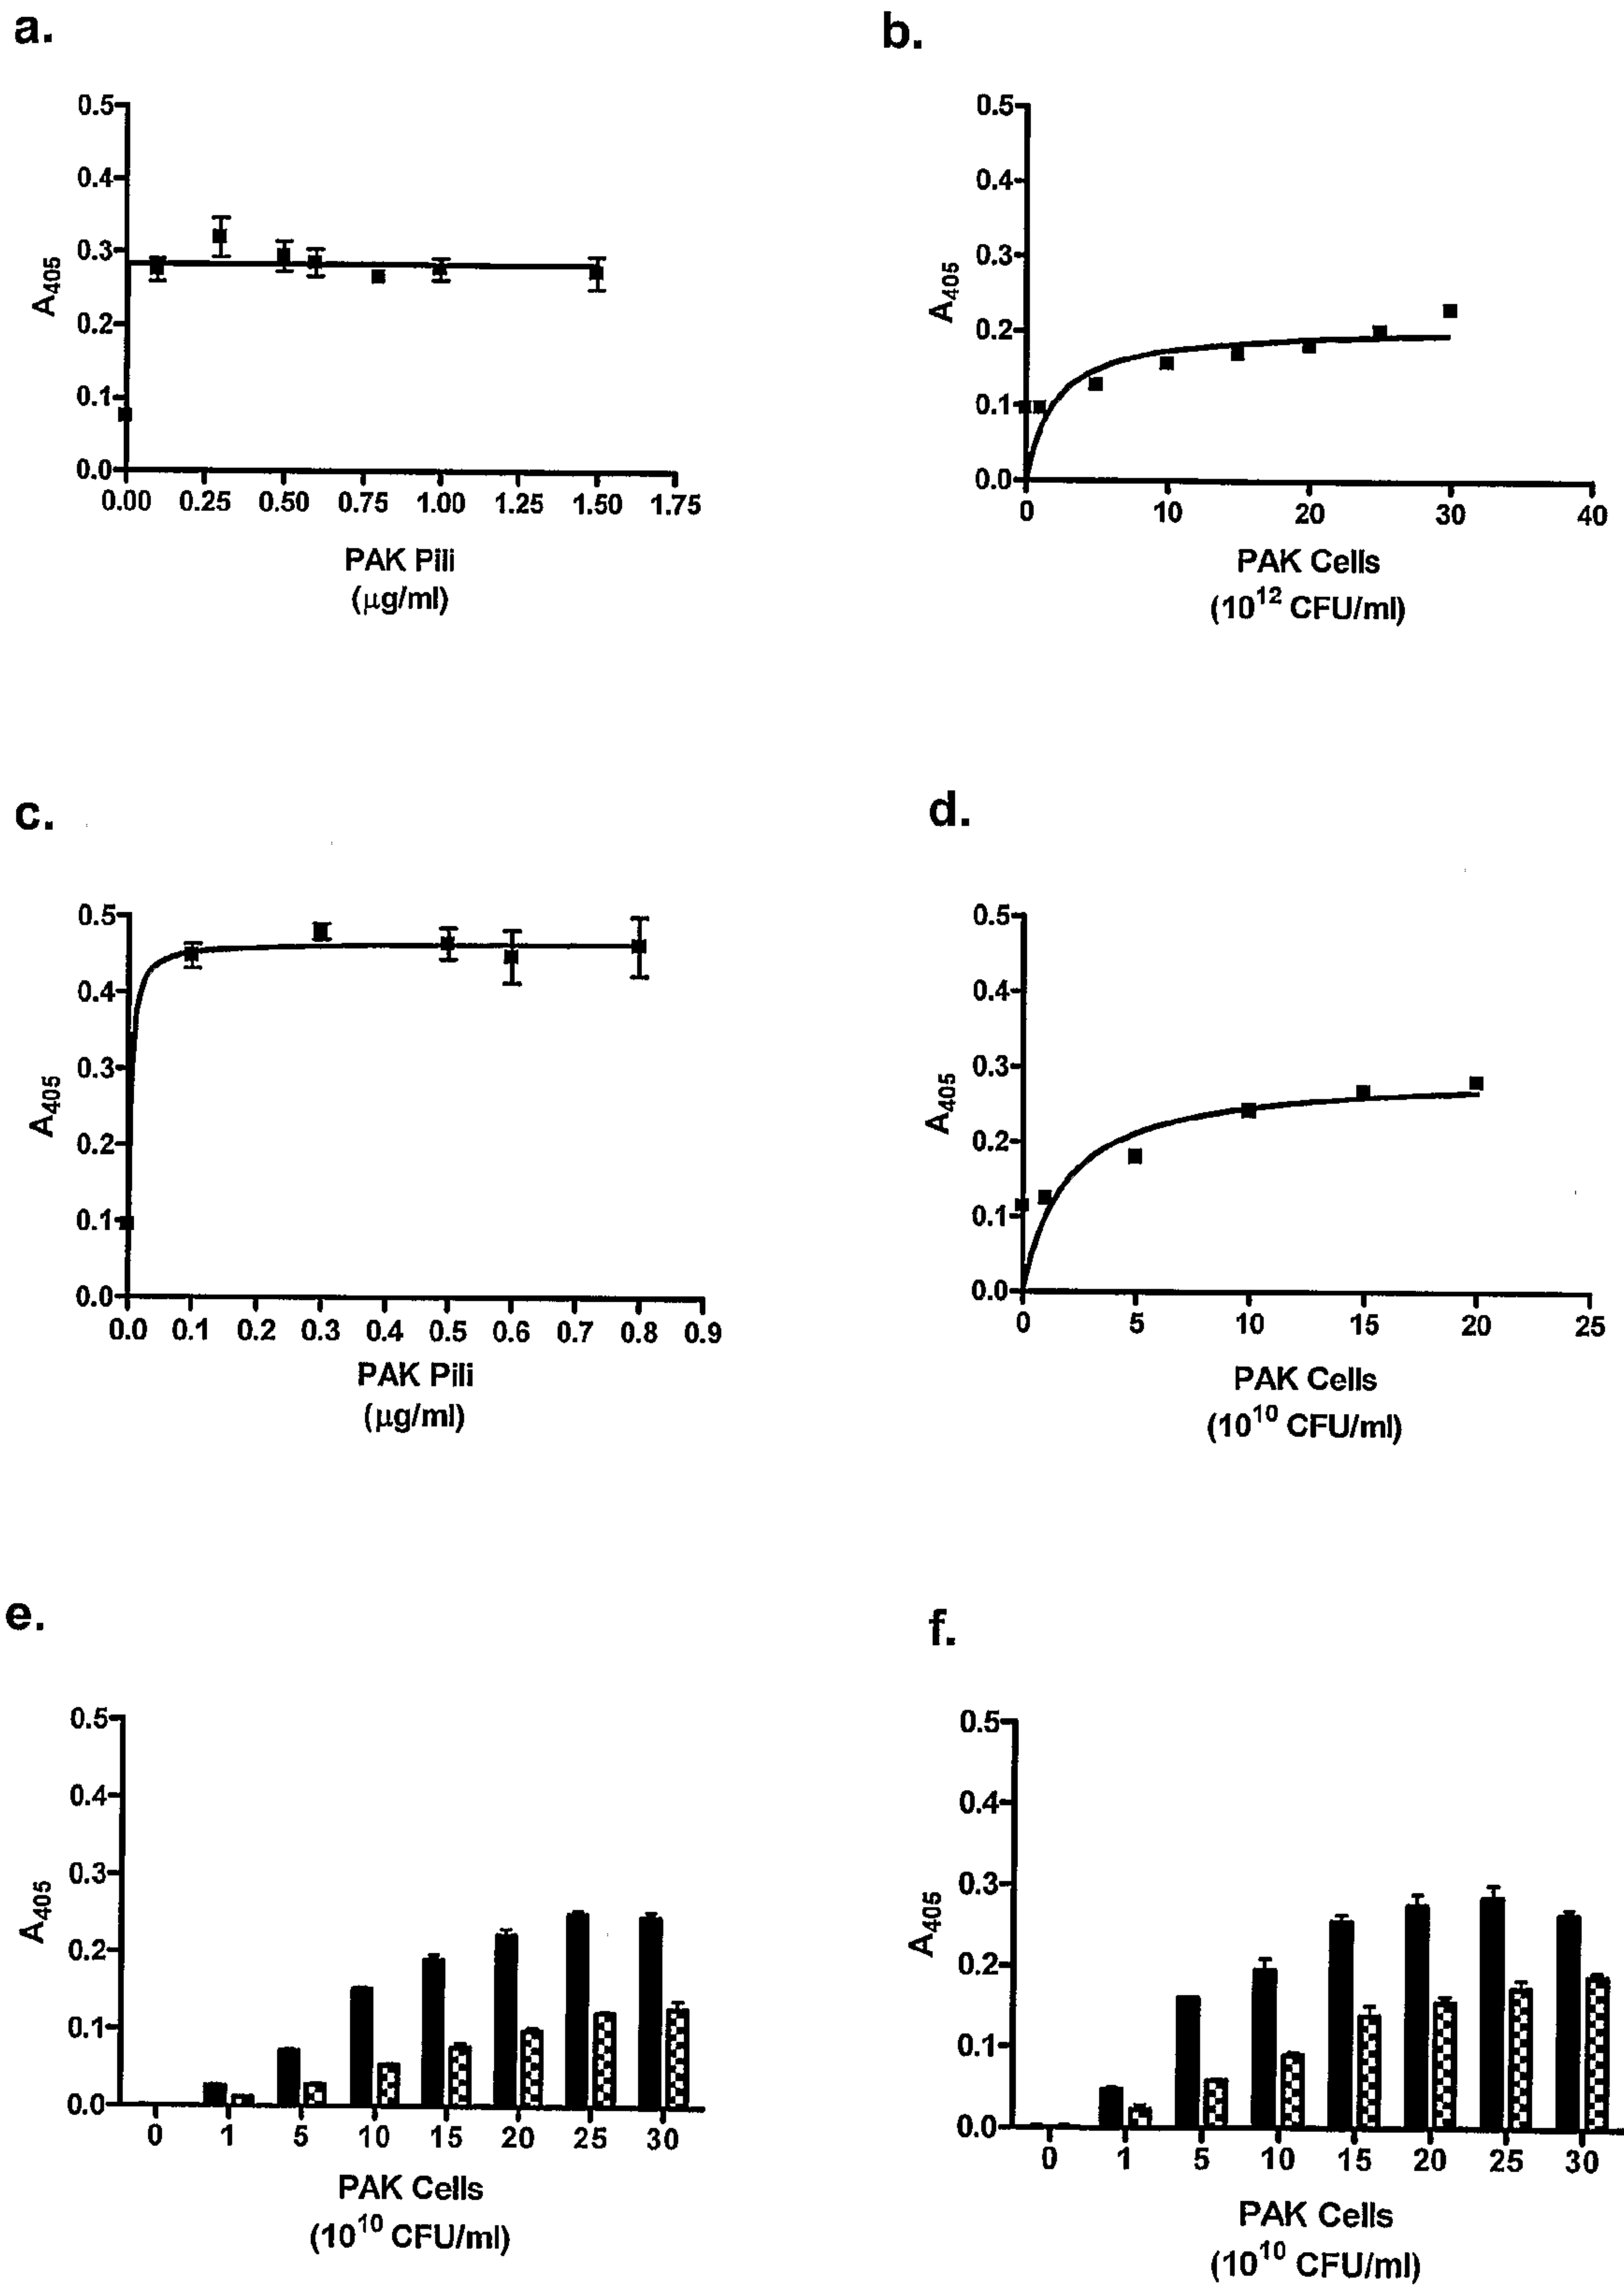 a.
0.5
0.4
0.3
0.2
0.1
0.0
A405
0.00 0.25 0.50 0.75 1.00 1.25 1.50 1.75
PAK Pili
(µg/ml)
b.
0.5
0.4
0.3
0.2
0.1
0.0
A405
0 10 20 30 40
PAK Cells
(10^12 CFU/ml)
c.
0.5
0.4
0.3
0.2
0.1
0.0
A405
0.0 0.1 0.2 0.3 0.4 0.5 0.6 0.7 0.8 0.9
PAK Pili
(µg/ml)
d.
0.5
0.4
0.3
0.2
0.1
0.0
A405
0 5 10 15 20 25
PAK Cells
(10^10 CFU/ml)
e.
0.5
0.4
0.3
0.2
0.1
0.0
A405
0 1 5 10 15 20 25 30
PAK Cells
(10^10 CFU/ml)
f.
0.5
0.4
0.3
0.2
0.1
0.0
A405
0 1 5 10 15 20 25 30
PAK Cells
(10^10 CFU/ml)